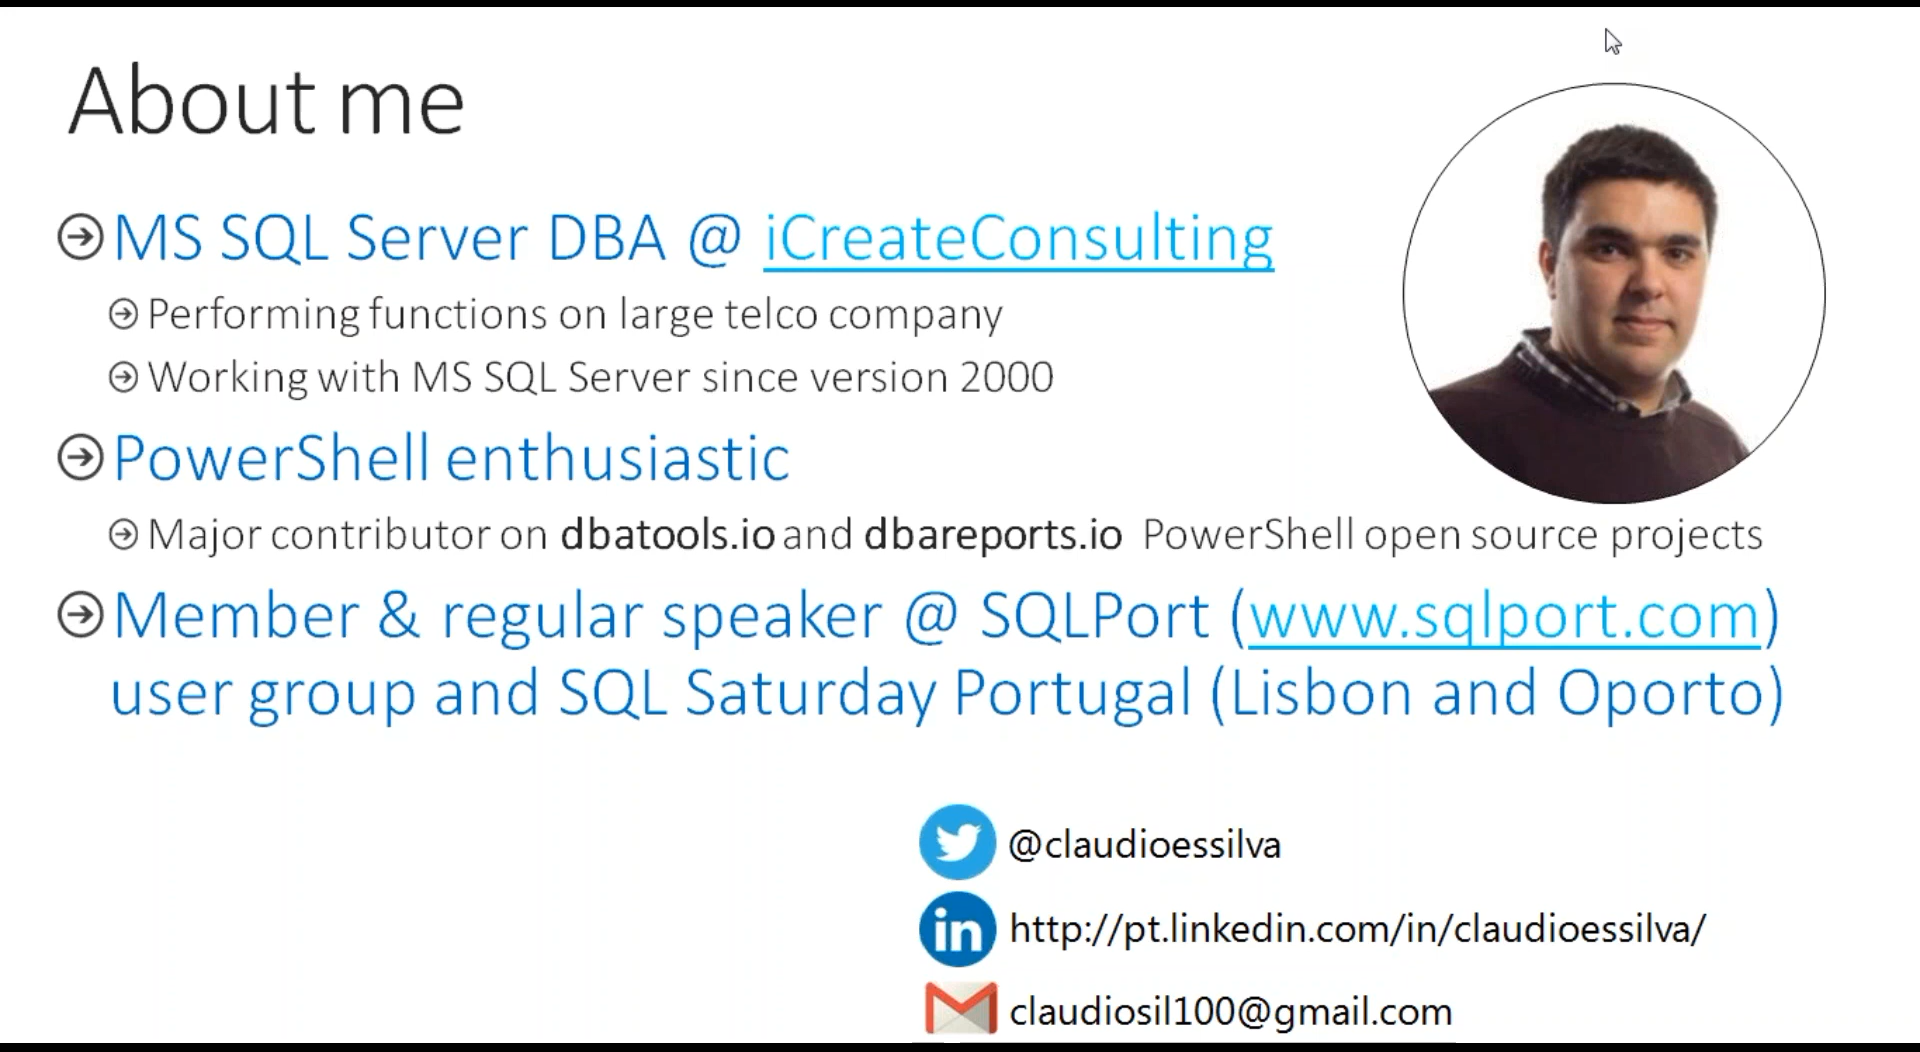 About me
MS SQL Server DBA @ iCreateConsulting
Performing functions on large telco company
Working with MS SQL Server since version 2000
PowerShell enthusiastic
Major contributor on dbatools.io and dbareports.io PowerShell open source projects
Member & regular speaker @ SQLPort (www.sqlport.com)
user group and SQL Saturday Portugal (Lisbon and Oporto)
@claudioessilva
in http://pt.linkedin.com/in/claudioessilva/
claudiosil100@gmail.com